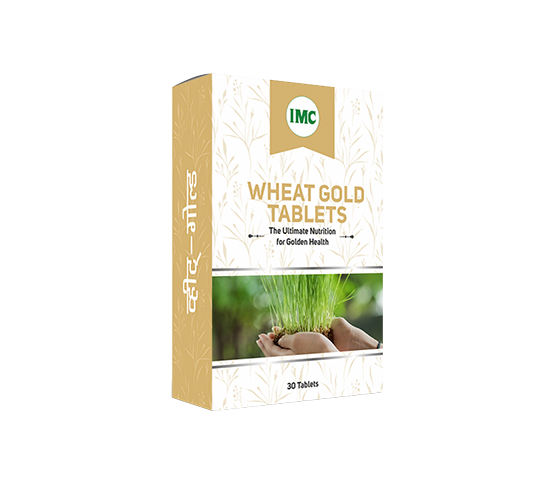 IMC
WHEAT GOLD
TABLETS
The Ultimate Nutrition
for Golden Health
30 Tablets
व्हीट-गोल्ड